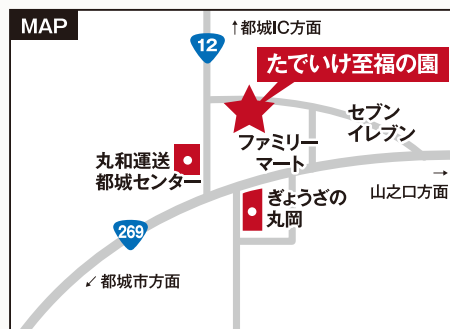 MAP
↑都城IC方面
12
たでいけ至福の園
セブン
イレブン
ファミリー
マート
丸和運送
都城センター
→
山之口方面
ぎょうざの
丸岡
269
↙都城市方面